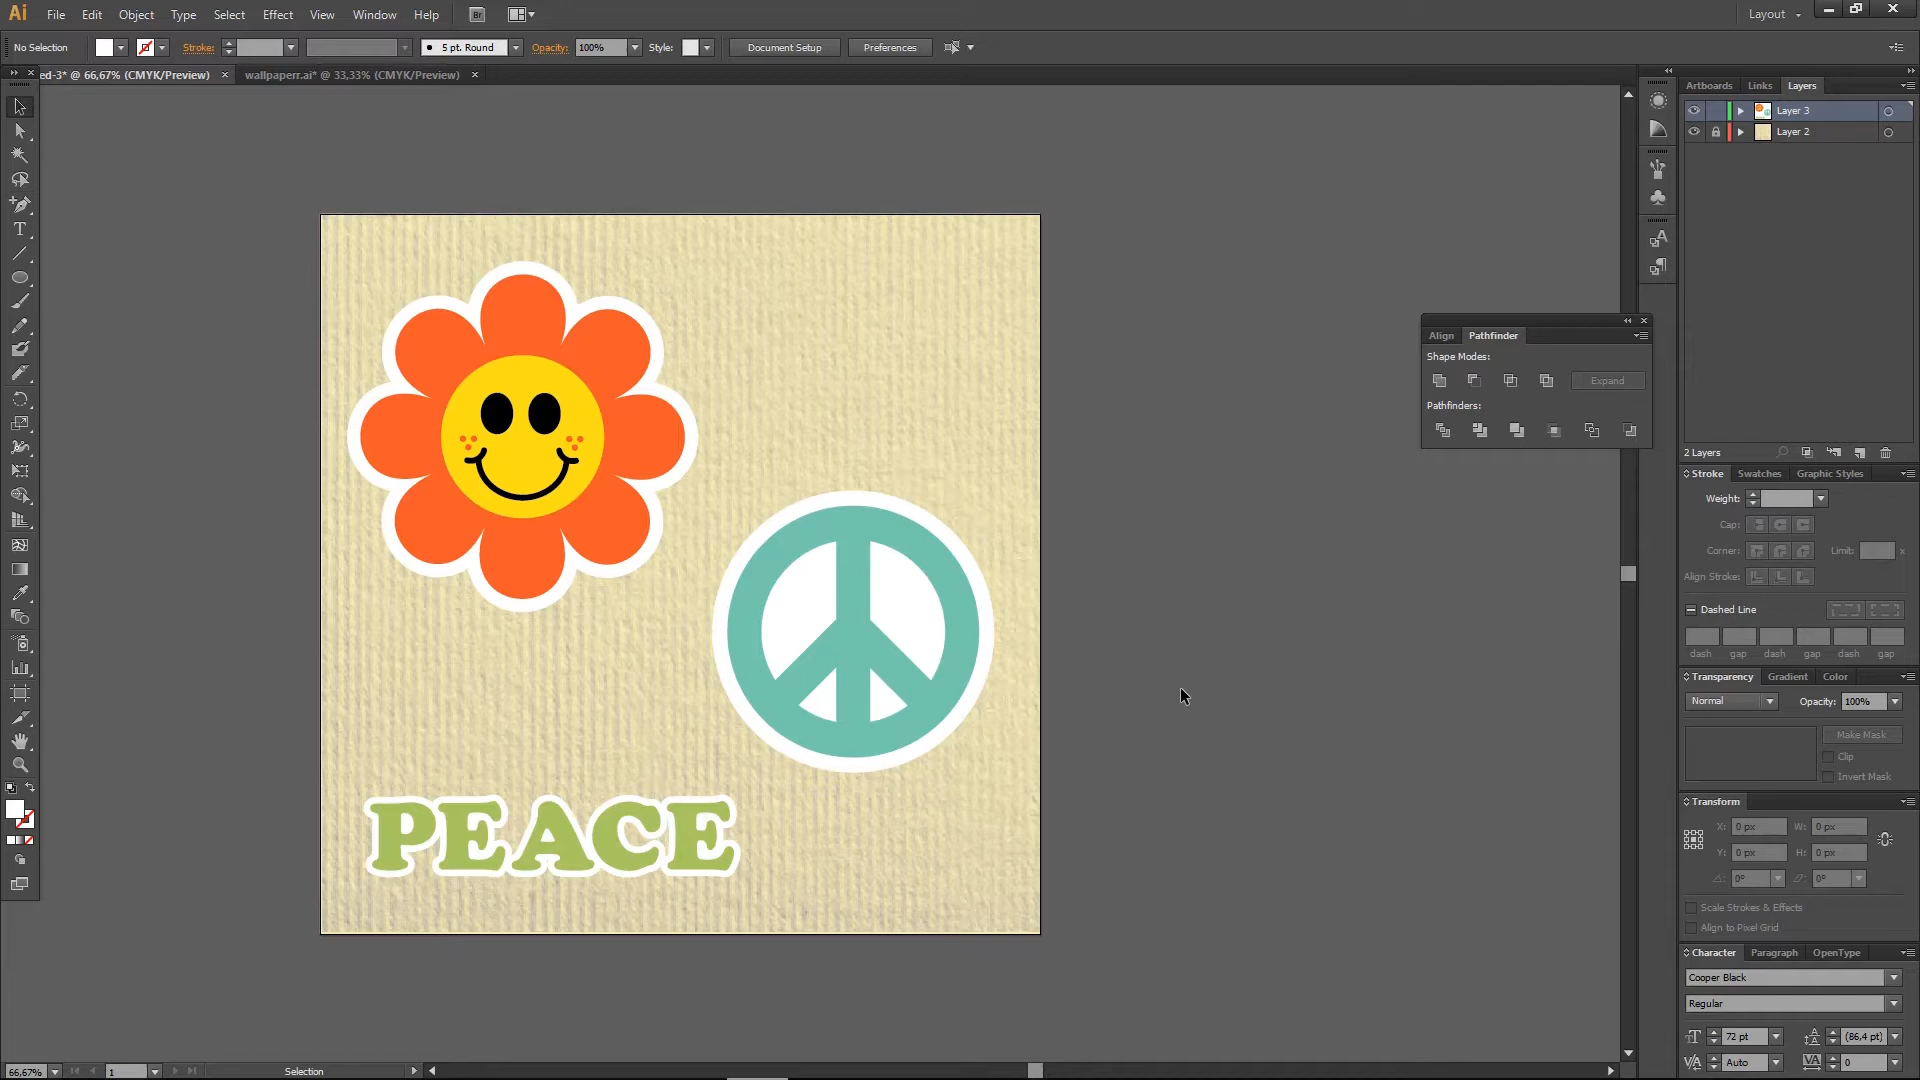 Ai File Edit Object Type Select Effect View Window Help Br Layout
No Selection Stroke: 5 pt. Round Opacity: 100% Style: Document Setup Preferences
ed-3* @ 66,67% (CMYK/Preview) wallpaperr.ai* @ 33,33% (CMYK/Preview)
Artboards Links Layers
Layer 3
Layer 2
Align Pathfinder
Shape Modes:
Expand
Pathfinders:
2 Layers
Stroke Swatches Graphic Styles
Weight:
Cap:
Corner: Limit: x
Align Stroke:
Dashed Line
dash gap dash gap dash gap
Transparency Gradient Color
Normal Opacity: 100%
Make Mask
Clip
Invert Mask
Transform
X: 0 px W: 0 px
Y: 0 px H: 0 px
0° 0°
Scale Strokes & Effects
Align to Pixel Grid
PEACE
Character Paragraph OpenType
Cooper Black
Regular
72 pt (86,4 pt)
Auto 0
66,67% 1 Selection